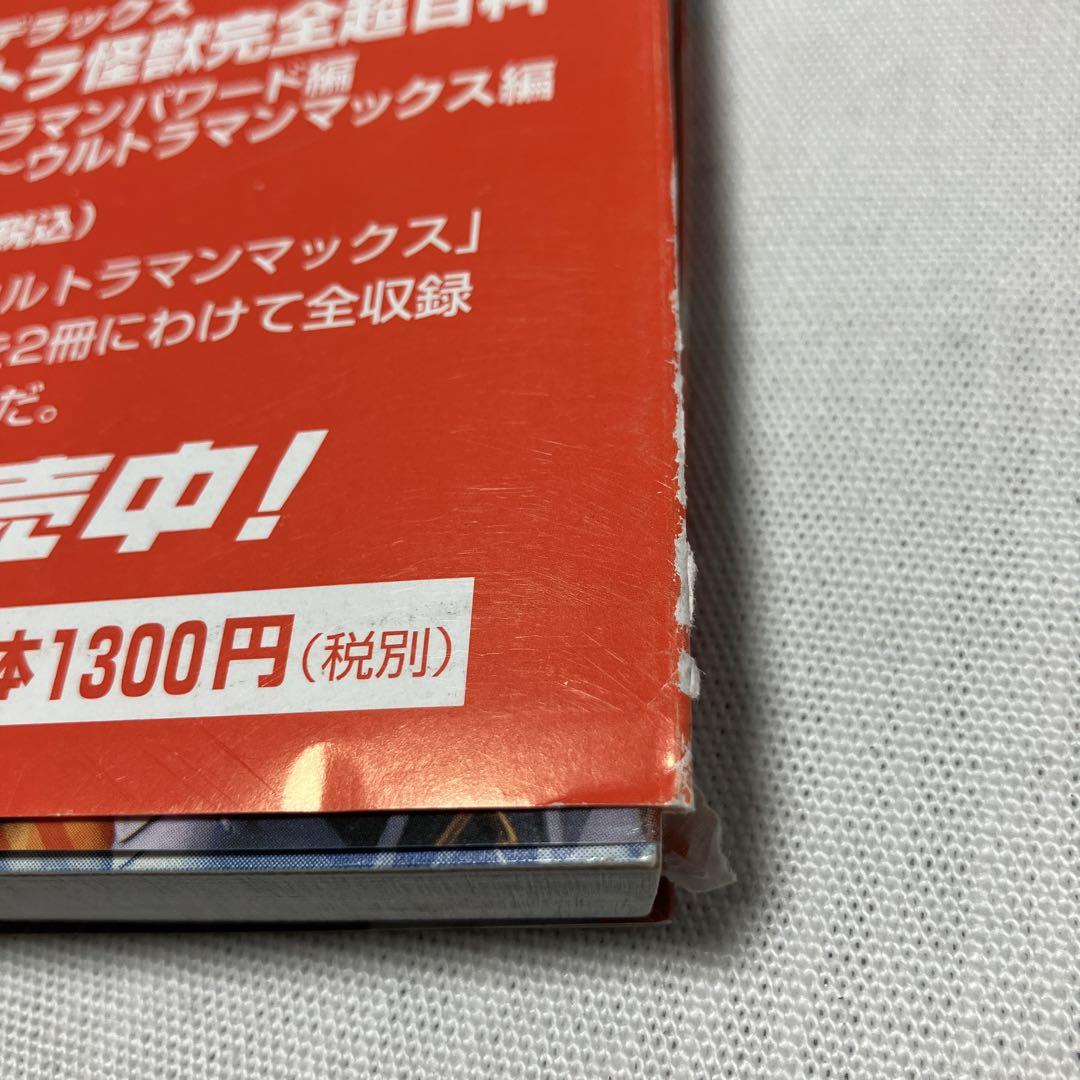 デラックス
トラ怪獣完全超百科
ラマンパワード編
～ウルトラマンマックス編
税込）
ルトラマンマックス」
2冊にわけて全収録
だ。
売中！
本1300円（税別）